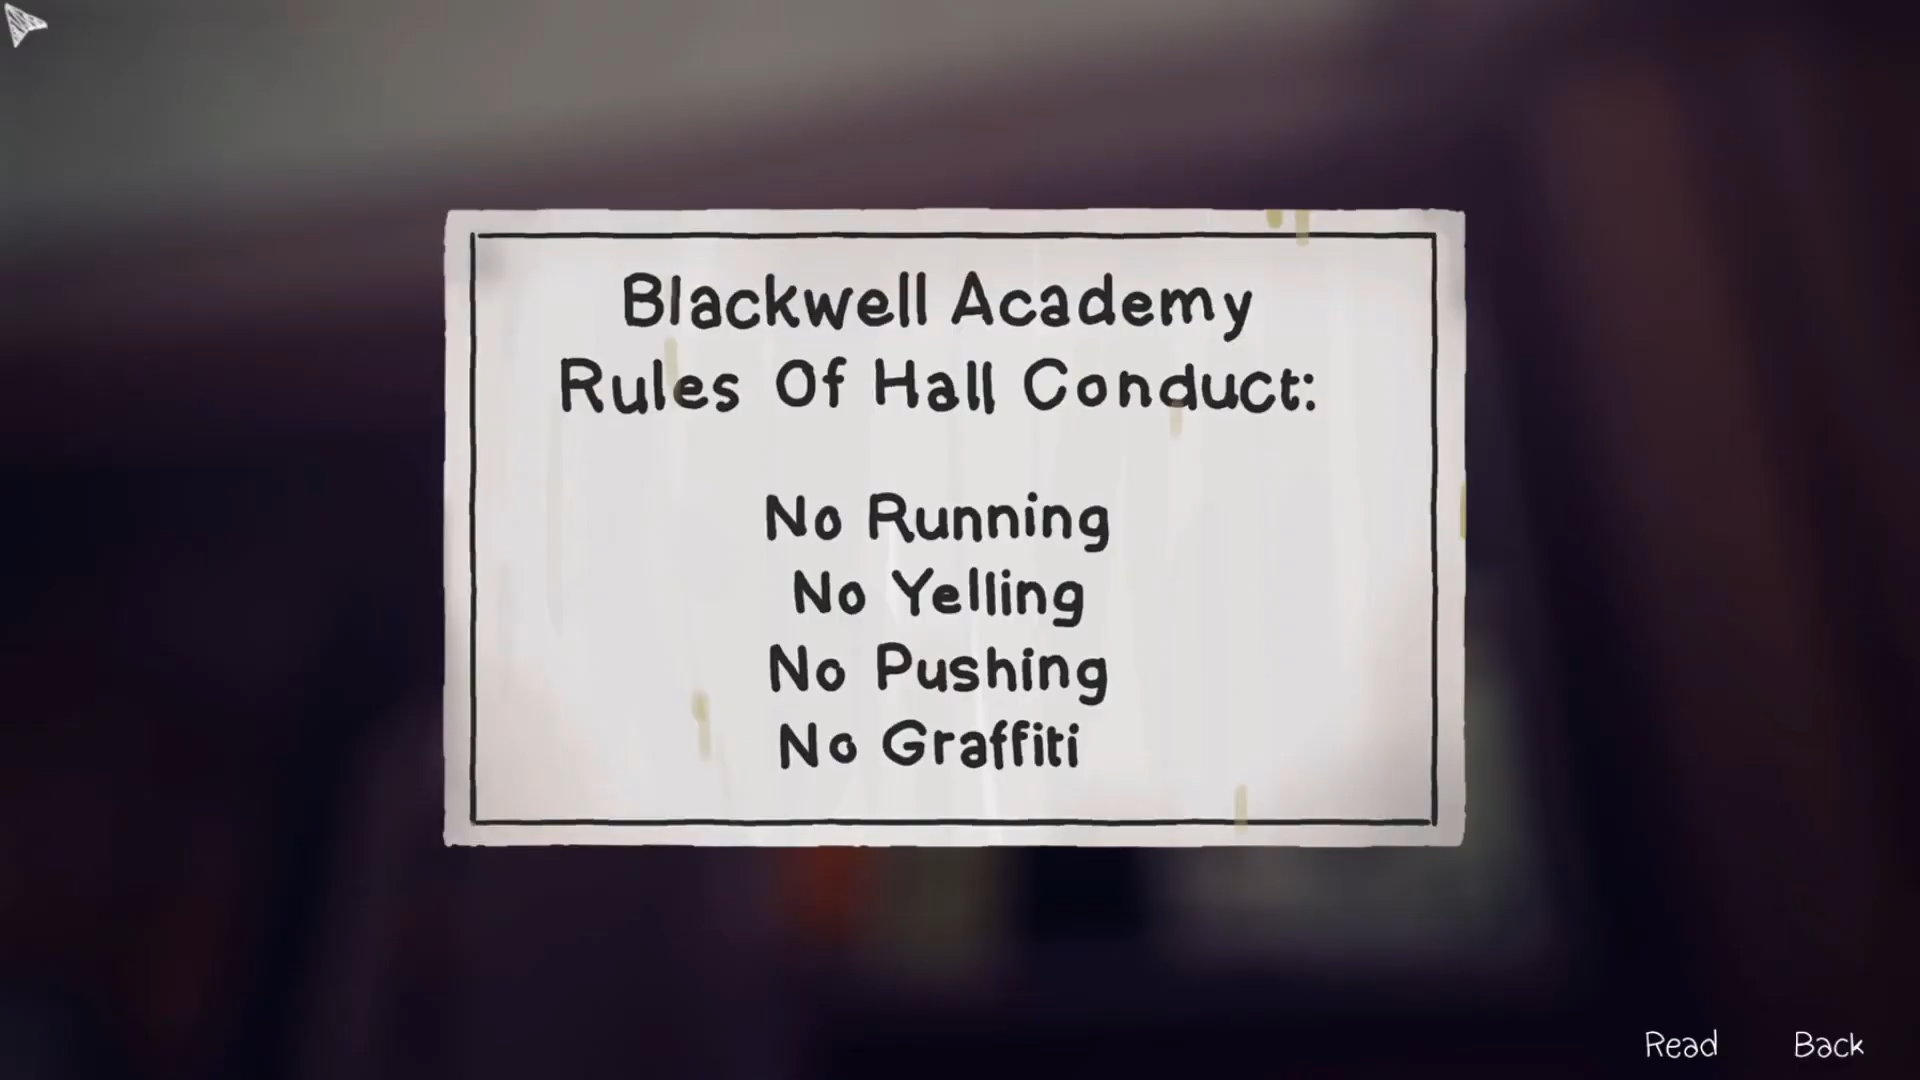 Blackwell Academy
Rules Of Hall Conduct:
No Running
No Yelling
No Pushing
No Graffiti
Read Back